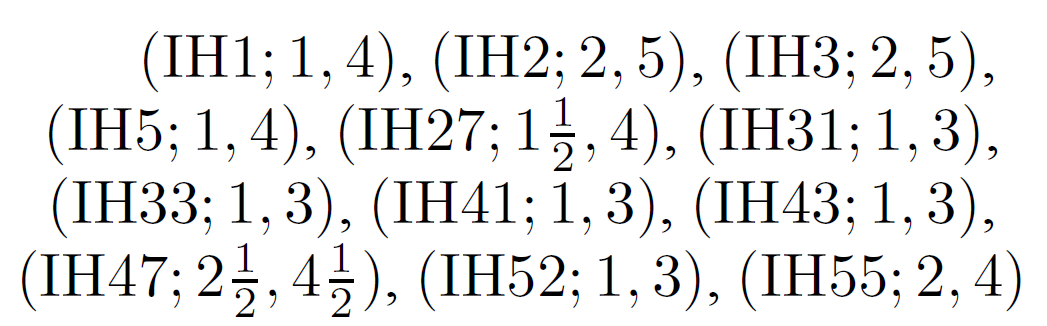 (IH1; 1, 4), (IH2; 2, 5), (IH3; 2, 5),
(IH5; 1, 4), (IH27; 1½, 4), (IH31; 1, 3),
(IH33; 1, 3), (IH41; 1, 3), (IH43; 1, 3),
(IH47; 2½, 4½), (IH52; 1, 3), (IH55; 2, 4)